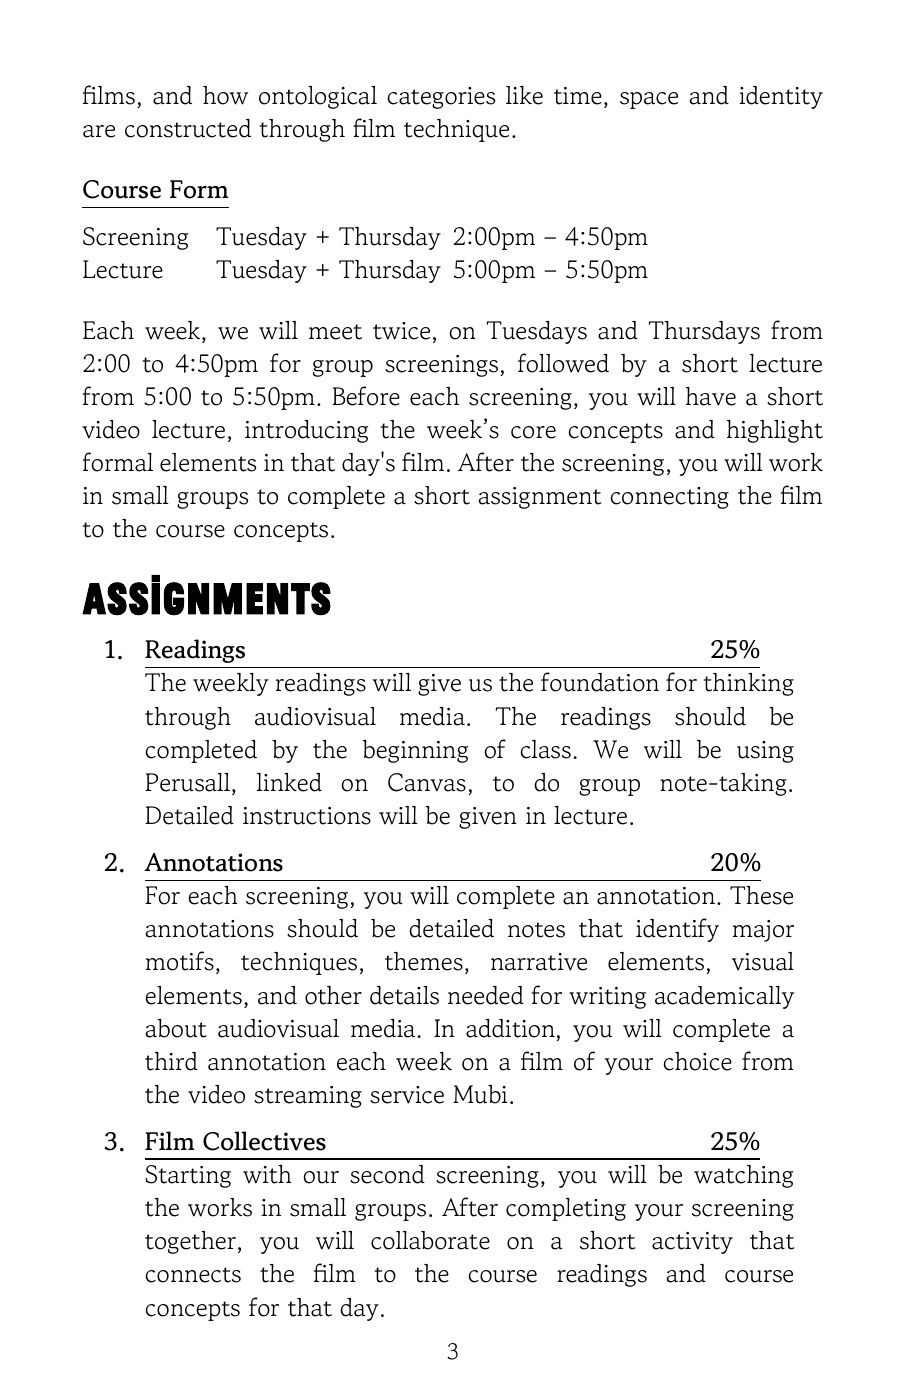 films, and how ontological categories like time, space and identity
are constructed through film technique.
Course Form
Screening Tuesday + Thursday 2:00pm – 4:50pm
Lecture Tuesday + Thursday 5:00pm – 5:50pm
Each week, we will meet twice, on Tuesdays and Thursdays from
2:00 to 4:50pm for group screenings, followed by a short lecture
from 5:00 to 5:50pm. Before each screening, you will have a short
video lecture, introducing the week’s core concepts and highlight
formal elements in that day's film. After the screening, you will work
in small groups to complete a short assignment connecting the film
to the course concepts.
ASSiGNMENTS
1. Readings 25%
The weekly readings will give us the foundation for thinking
through audiovisual media. The readings should be
completed by the beginning of class. We will be using
Perusall, linked on Canvas, to do group note-taking.
Detailed instructions will be given in lecture.
2. Annotations 20%
For each screening, you will complete an annotation. These
annotations should be detailed notes that identify major
motifs, techniques, themes, narrative elements, visual
elements, and other details needed for writing academically
about audiovisual media. In addition, you will complete a
third annotation each week on a film of your choice from
the video streaming service Mubi.
3. Film Collectives 25%
Starting with our second screening, you will be watching
the works in small groups. After completing your screening
together, you will collaborate on a short activity that
connects the film to the course readings and course
concepts for that day.
3